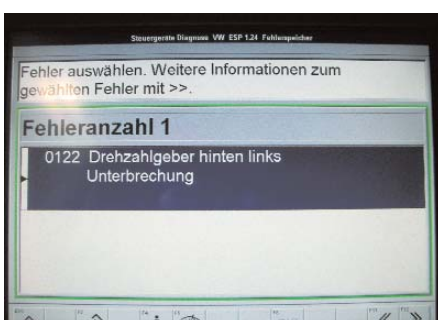 Steuergeräte Diagnose VW ESP 1.24 Fehlerspeicher
Fehler auswählen. Weitere Informationen zum
gewählten Fehler mit >>.
Fehleranzahl 1
0122 Drehzahlgeber hinten links
Unterbrechung